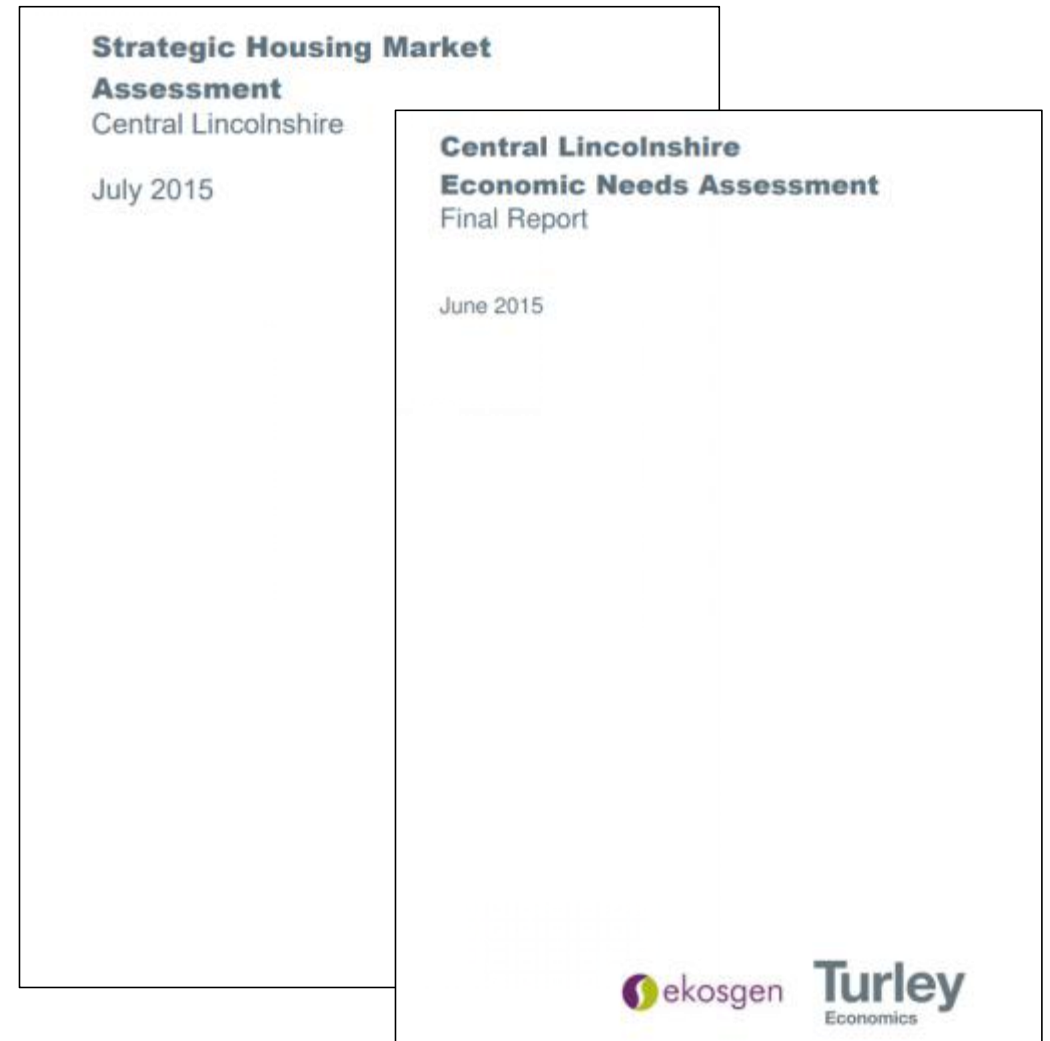 Strategic Housing Market
Assessment
Central Lincolnshire
July 2015
Central Lincolnshire
Economic Needs Assessment
Final Report
June 2015
ekosgen
Turley
Economics